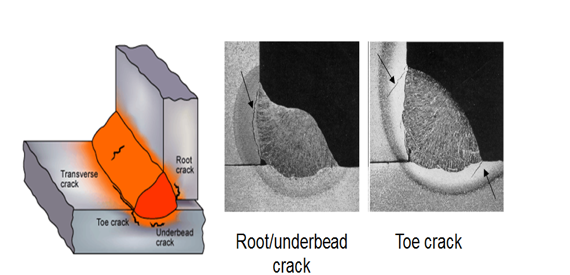 Transverse
crack
Root
crack
Toe crack
Underbead
crack
Root/underbead
crack
Toe crack